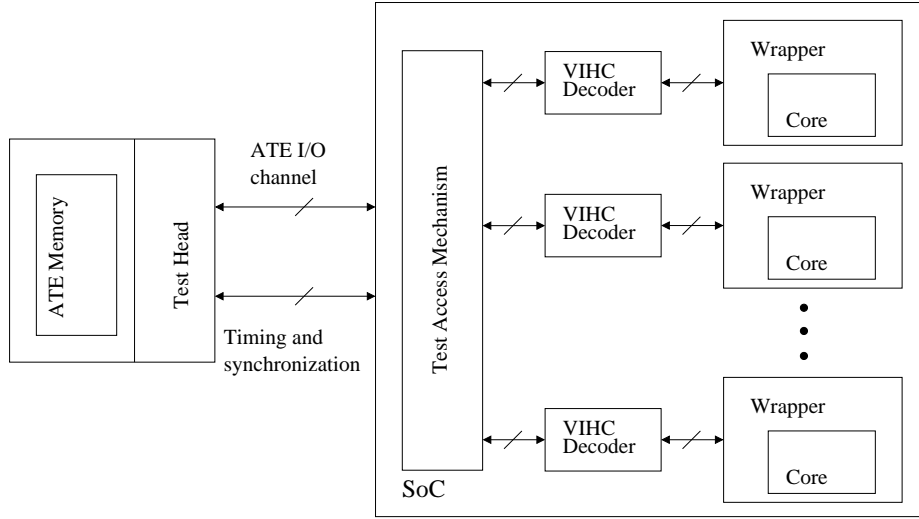 ATE Memory
Test Head
ATE I/O
channel
Timing and
synchronization
Test Access Mechanism
SoC
VIHC
Decoder
Wrapper
Core
VIHC
Decoder
Wrapper
Core
VIHC
Decoder
Wrapper
Core